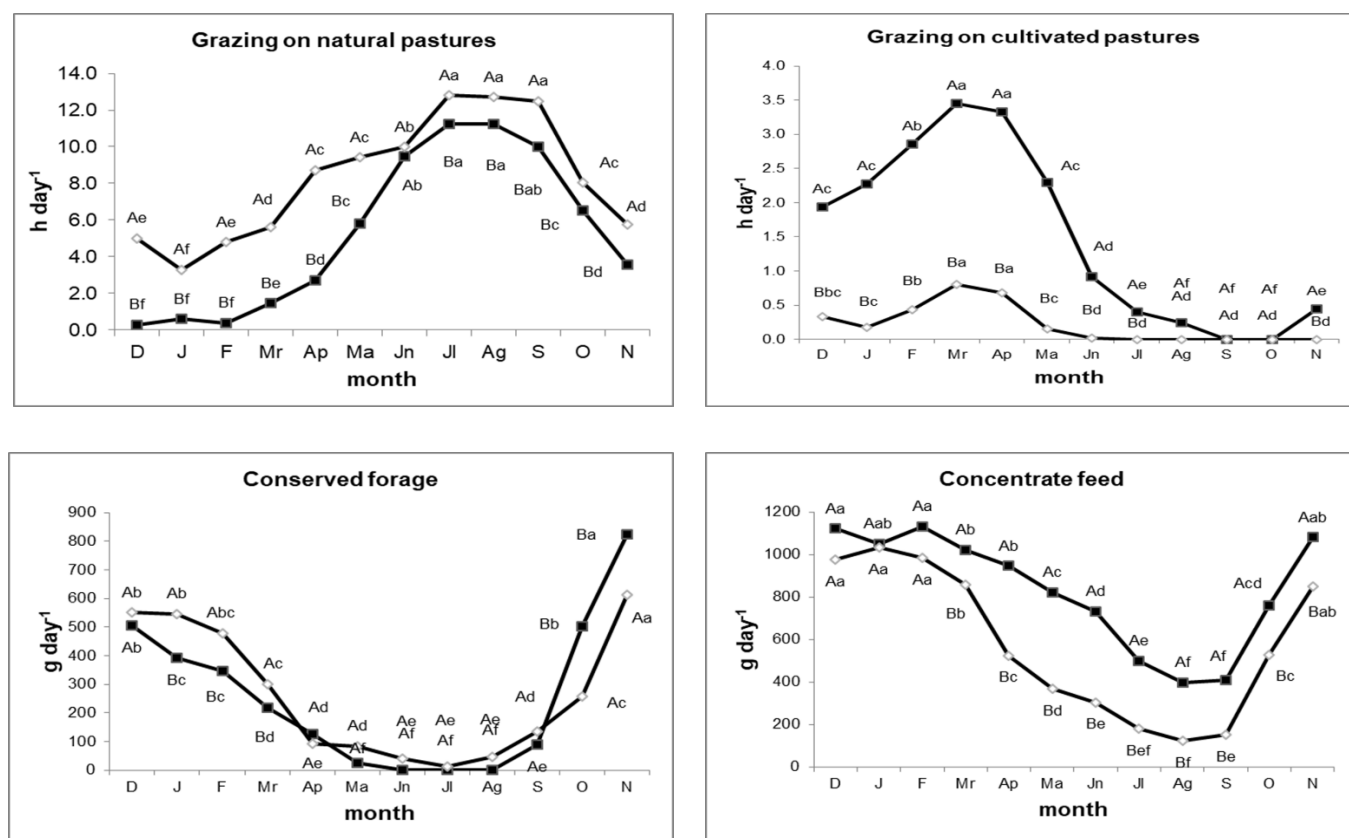 Grazing on natural pastures
h day-1
14.0
12.0
10.0
8.0
6.0
4.0
2.0
0.0
Ae Af Ae Ad Ac Ac Ab Aa Aa Aa Ac Ad
Bf Bf Bf Be Bd Bc Ab Ba Ba Bab Bc Bd
D J F Mr Ap Ma Jn Jl Ag S O N
month
Grazing on cultivated pastures
h day-1
4.0
3.5
3.0
2.5
2.0
1.5
1.0
0.5
0.0
Ac Ac Ab Aa Aa Ac Ad Ae Af Af Af Ae
Bbc Bc Bb Ba Ba Bc Bd Bd Ad Ad Ad Bd
D J F Mr Ap Ma Jn Jl Ag S O N
month
Conserved forage
g day-1
900
800
700
600
500
400
300
200
100
0
Ab Ab Abc Ac Ad Ad Ae Ae Ae Ad Bb Ba
Ab Bc Bc Bd Ae Af Af Af Af Ae Ac Aa
D J F Mr Ap Ma Jn Jl Ag S O N
month
Concentrate feed
g day-1
1200
1000
800
600
400
200
0
Aa Aab Aa Ab Ab Ac Ad Ae Af Af Acd Aab
Aa Aa Aa Bb Bc Bd Be Bef Bf Be Bc Bab
D J F Mr Ap Ma Jn Jl Ag S O N
month